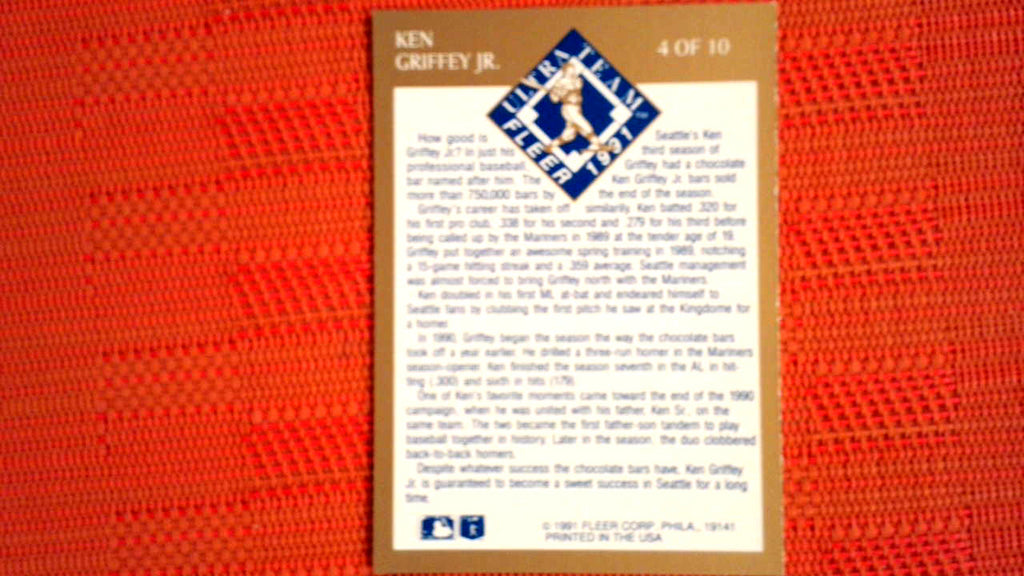 KEN
GRIFFEY JR.
4 OF 10
ULTRA TEAM
FLEER 1991
How good is Seattle's Ken
Griffey Jr.? In just his third season of
professional baseball, Griffey had a chocolate
bar named after him. The Ken Griffey Jr. bars sold
more than 750,000 bars by the end of the season.
Griffey's career has taken off similarly. Ken batted .320 for
his first pro club, .338 for his second and .279 for his third before
being called up by the Mariners in 1989 at the tender age of 19.
Griffey put together an awesome spring training in 1989, notching
a 15-game hitting streak and a .359 average. Seattle management
was almost forced to bring Griffey north with the Mariners.
Ken doubled in his first ML at-bat and endeared himself to
Seattle fans by clubbing the first pitch he saw at the Kingdome for
a homer.
In 1990, Griffey began the season the way the chocolate bars
took off a year earlier. He drilled a three-run homer in the Mariners
season-opener. Ken finished the season seventh in the AL in hit-
ting (.300) and sixth in hits (179).
One of Ken's favorite moments came toward the end of the 1990
campaign, when he was united with his father, Ken Sr., on the
same team. The two became the first father-son tandem to play
baseball together in history. Later in the season, the duo clobbered
back-to-back homers.
Despite whatever success the chocolate bars have, Ken Griffey
Jr. is guaranteed to become a sweet success in Seattle for a long
time.
© 1991 FLEER CORP. PHILA., 19141
PRINTED IN THE USA